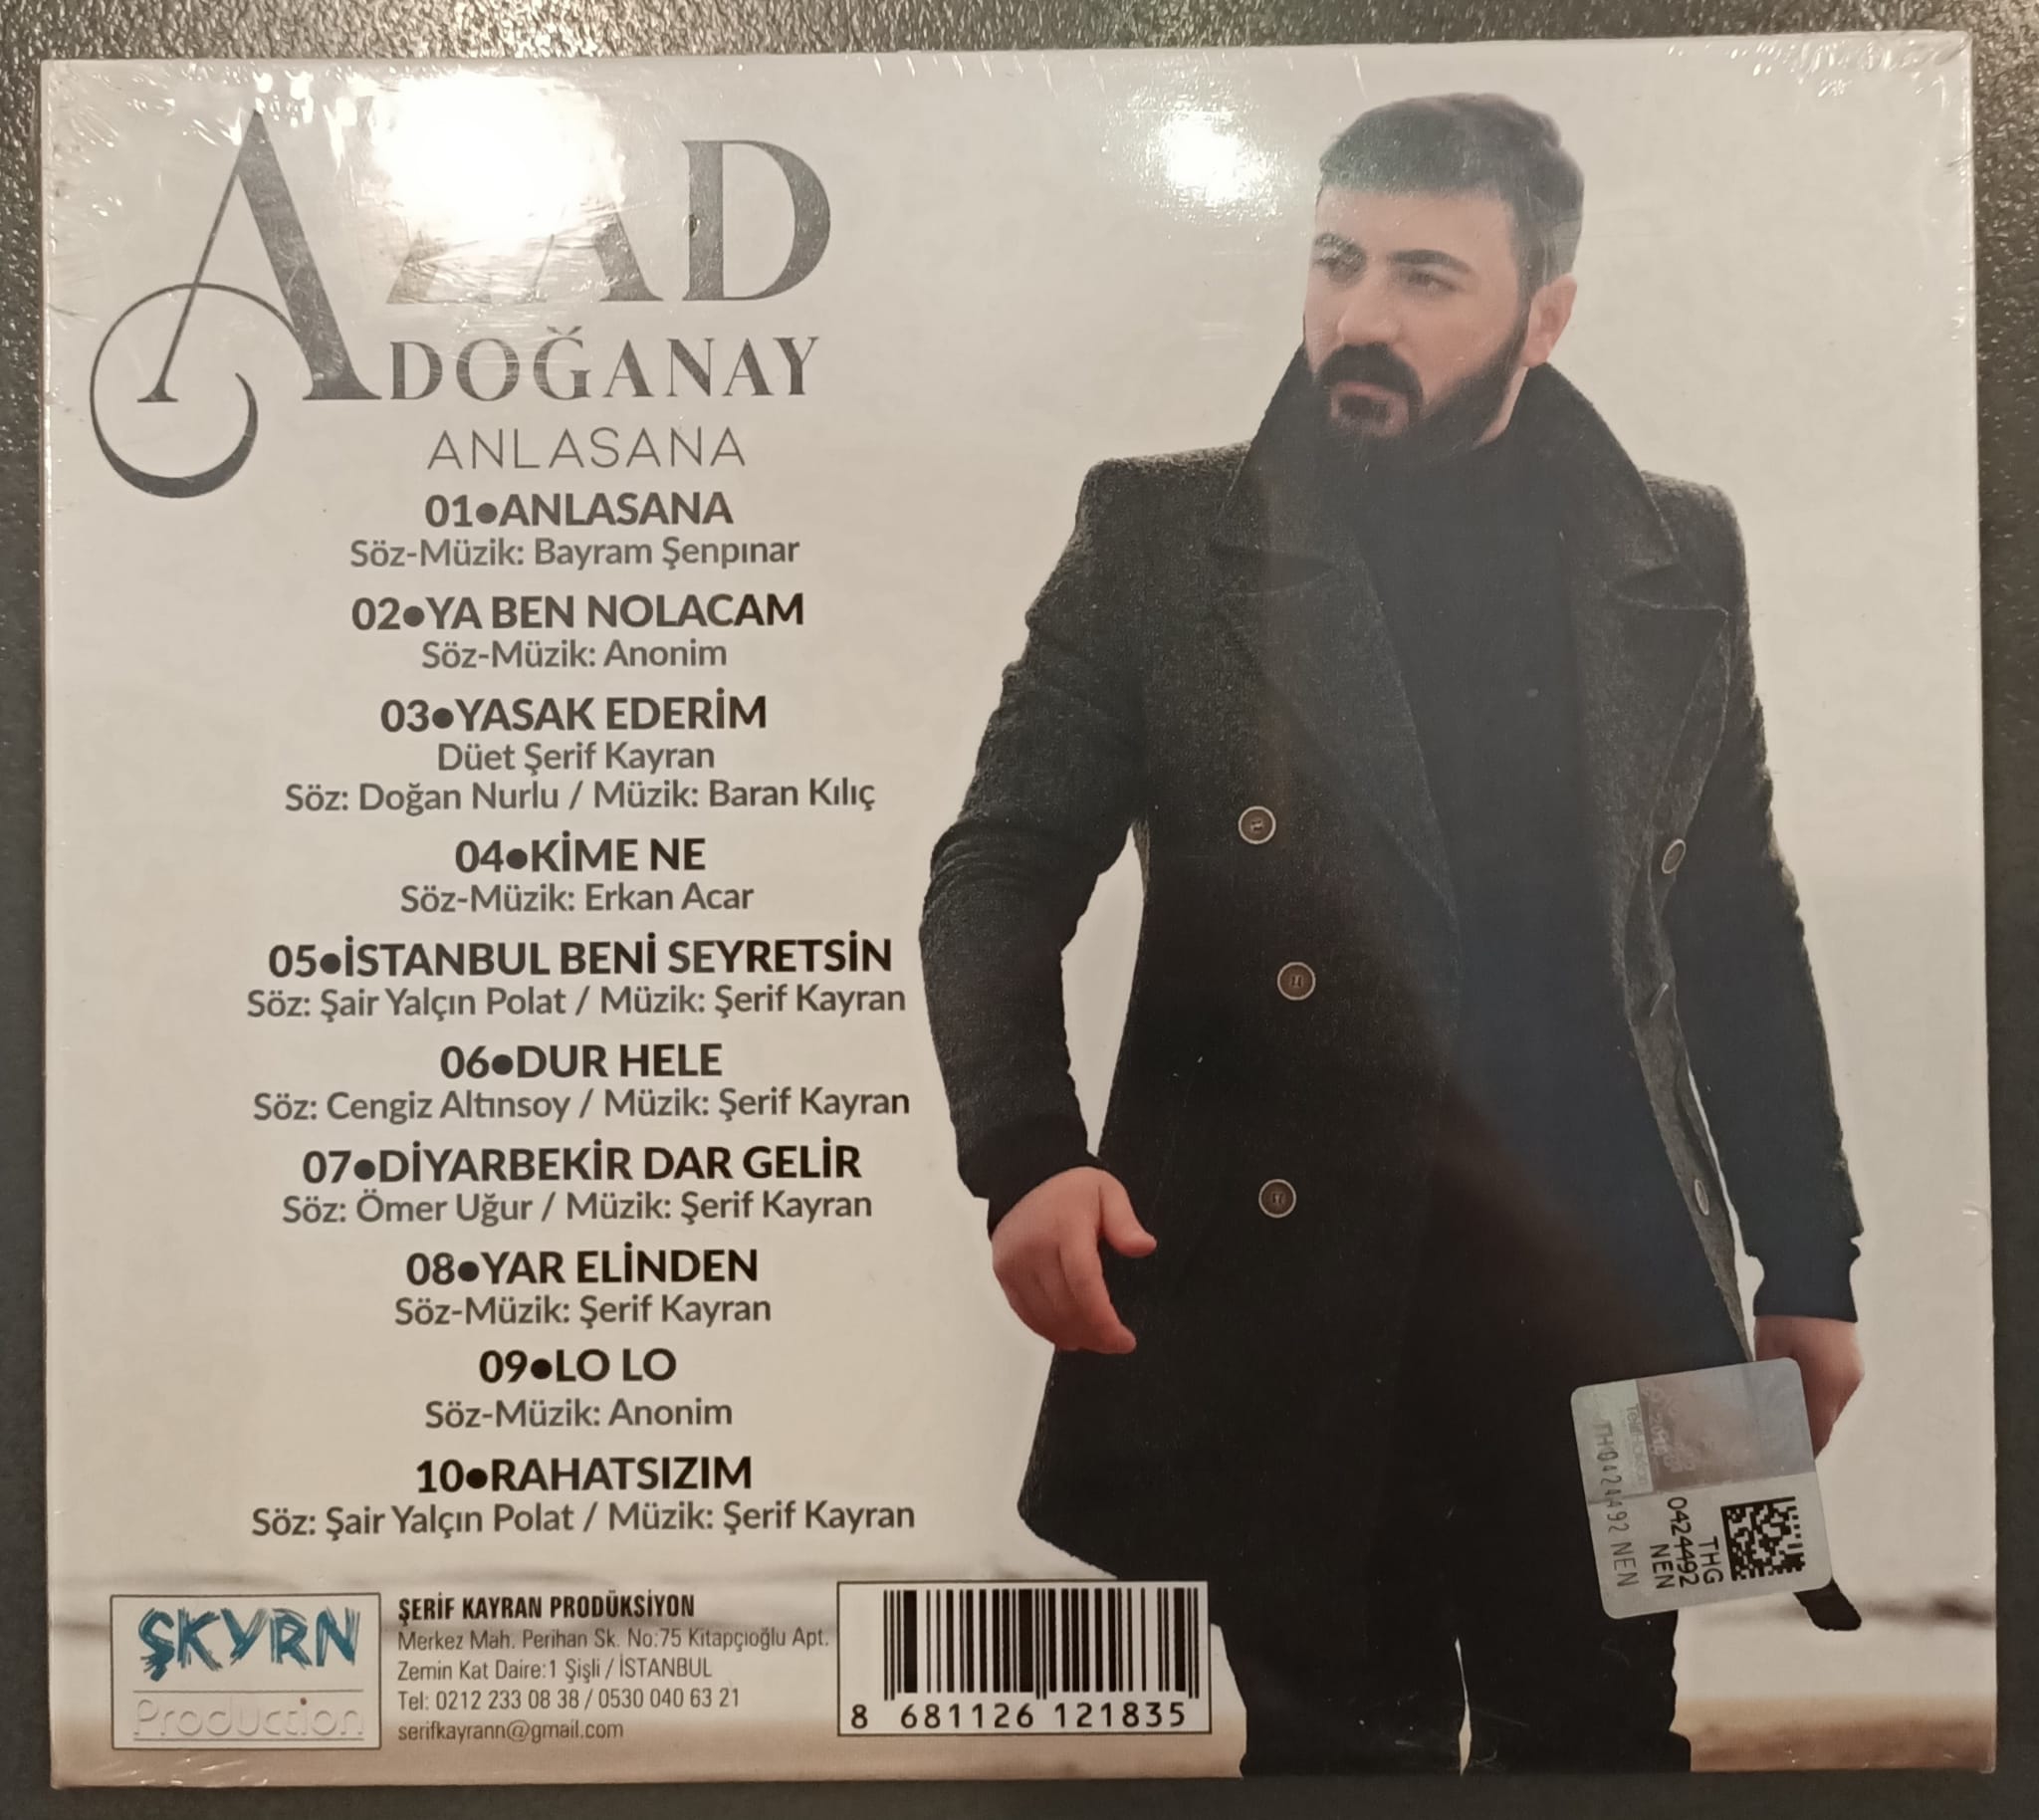 AZAD
DOĞANAY
ANLASANA
01•ANLASANA
Söz-Müzik: Bayram Şenpınar
02•YA BEN NOLACAM
Söz-Müzik: Anonim
03•YASAK EDERİM
Düet Şerif Kayran
Söz: Doğan Nurlu / Müzik: Baran Kılıç
04•KİME NE
Söz-Müzik: Erkan Acar
05•İSTANBUL BENİ SEYRETSİN
Söz: Şair Yalçın Polat / Müzik: Şerif Kayran
06•DUR HELE
Söz: Cengiz Altınsoy / Müzik: Şerif Kayran
07•DİYARBEKİR DAR GELİR
Söz: Ömer Uğur / Müzik: Şerif Kayran
08•YAR ELİNDEN
Söz-Müzik: Şerif Kayran
09•LO LO
Söz-Müzik: Anonim
10•RAHATSIZIM
Söz: Şair Yalçın Polat / Müzik: Şerif Kayran
ŞKYRN
Production
ŞERİF KAYRAN PRODÜKSİYON
Merkez Mah. Perihan Sk. No:75 Kitapçıoğlu Apt.
Zemin Kat Daire:1 Şişli / İSTANBUL
Tel: 0212 233 08 38 / 0530 040 63 21
serifkayrann@gmail.com
8 681126 121835
THG
04244492
NEN
TH04244492 NEN